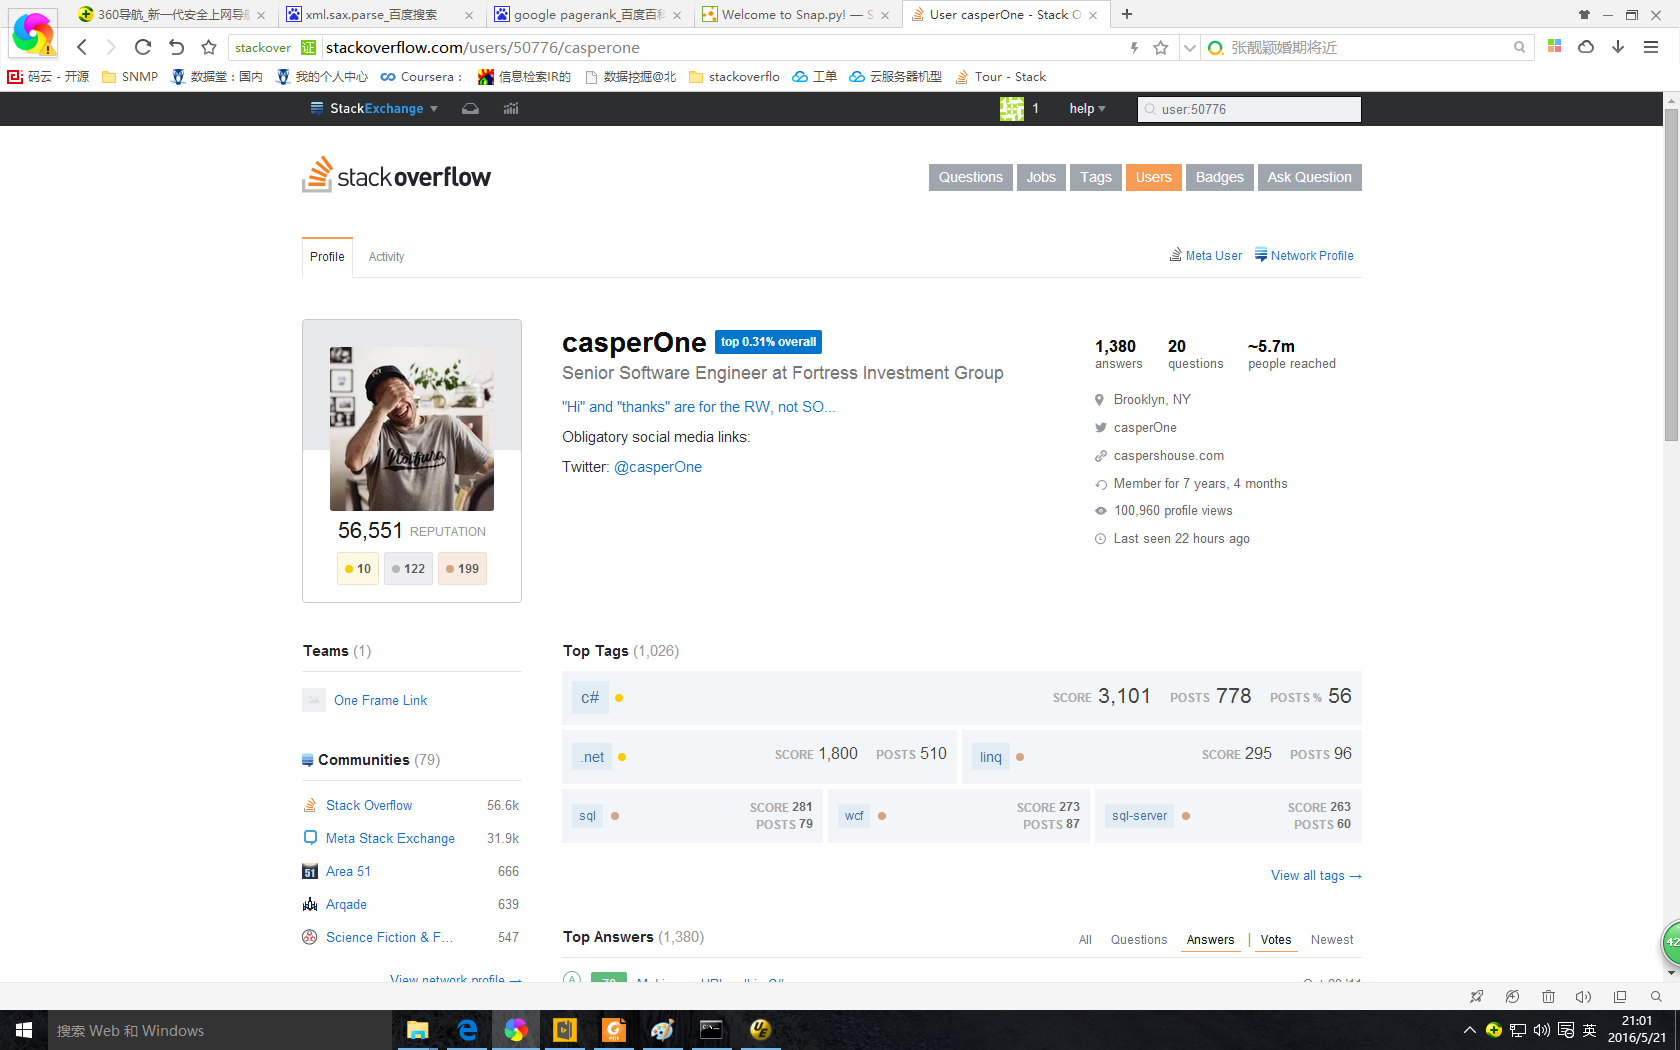 360导航_新一代安全上网导航
xml.sax.parse_百度搜索
google pagerank_百度百科
Welcome to Snap.py! — S
User casperOne - Stack O
stackover 证 stackoverflow.com/users/50776/casperone
张靓颖婚期将近
码云 - 开源
SNMP
数据堂：国内
我的个人中心
Coursera :
信息检索IR的
数据挖掘@北
stackoverflo
工单
云服务器机型
Tour - Stack
StackExchange
1
help
user:50776
stackoverflow
Questions
Jobs
Tags
Users
Badges
Ask Question
Profile
Activity
Meta User
Network Profile
casperOne top 0.31% overall
Senior Software Engineer at Fortress Investment Group
"Hi" and "thanks" are for the RW, not SO...
Obligatory social media links:
Twitter: @casperOne
1,380 20 ~5.7m
answers questions people reached
Brooklyn, NY
casperOne
caspershouse.com
Member for 7 years, 4 months
100,960 profile views
Last seen 22 hours ago
56,551 REPUTATION
10 122 199
Teams (1)
One Frame Link
Communities (79)
Stack Overflow 56.6k
Meta Stack Exchange 31.9k
Area 51 666
Arqade 639
Science Fiction & F... 547
View network profile →
Top Tags (1,026)
c# SCORE 3,101 POSTS 778 POSTS % 56
.net SCORE 1,800 POSTS 510
linq SCORE 295 POSTS 96
sql SCORE 281
POSTS 79
wcf SCORE 273
POSTS 87
sql-server SCORE 263
POSTS 60
View all tags →
Top Answers (1,380)
All Questions Answers | Votes Newest
42
搜索 Web 和 Windows
英
21:01
2016/5/21